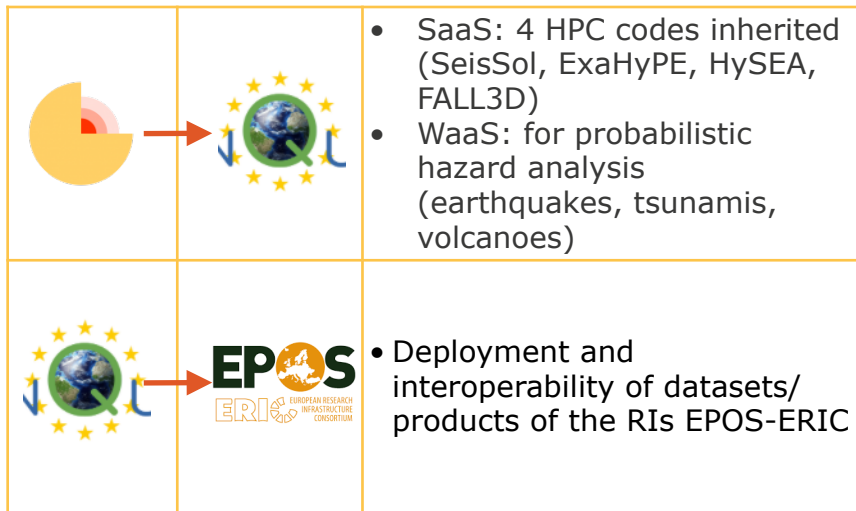 • SaaS: 4 HPC codes inherited
(SeisSol, ExaHyPE, HySEA,
FALL3D)
• WaaS: for probabilistic
hazard analysis
(earthquakes, tsunamis,
volcanoes)
EPOS
ERIC
EUROPEAN RESEARCH
INFRASTRUCTURE
CONSORTIUM
• Deployment and
interoperability of datasets/
products of the RIs EPOS-ERIC